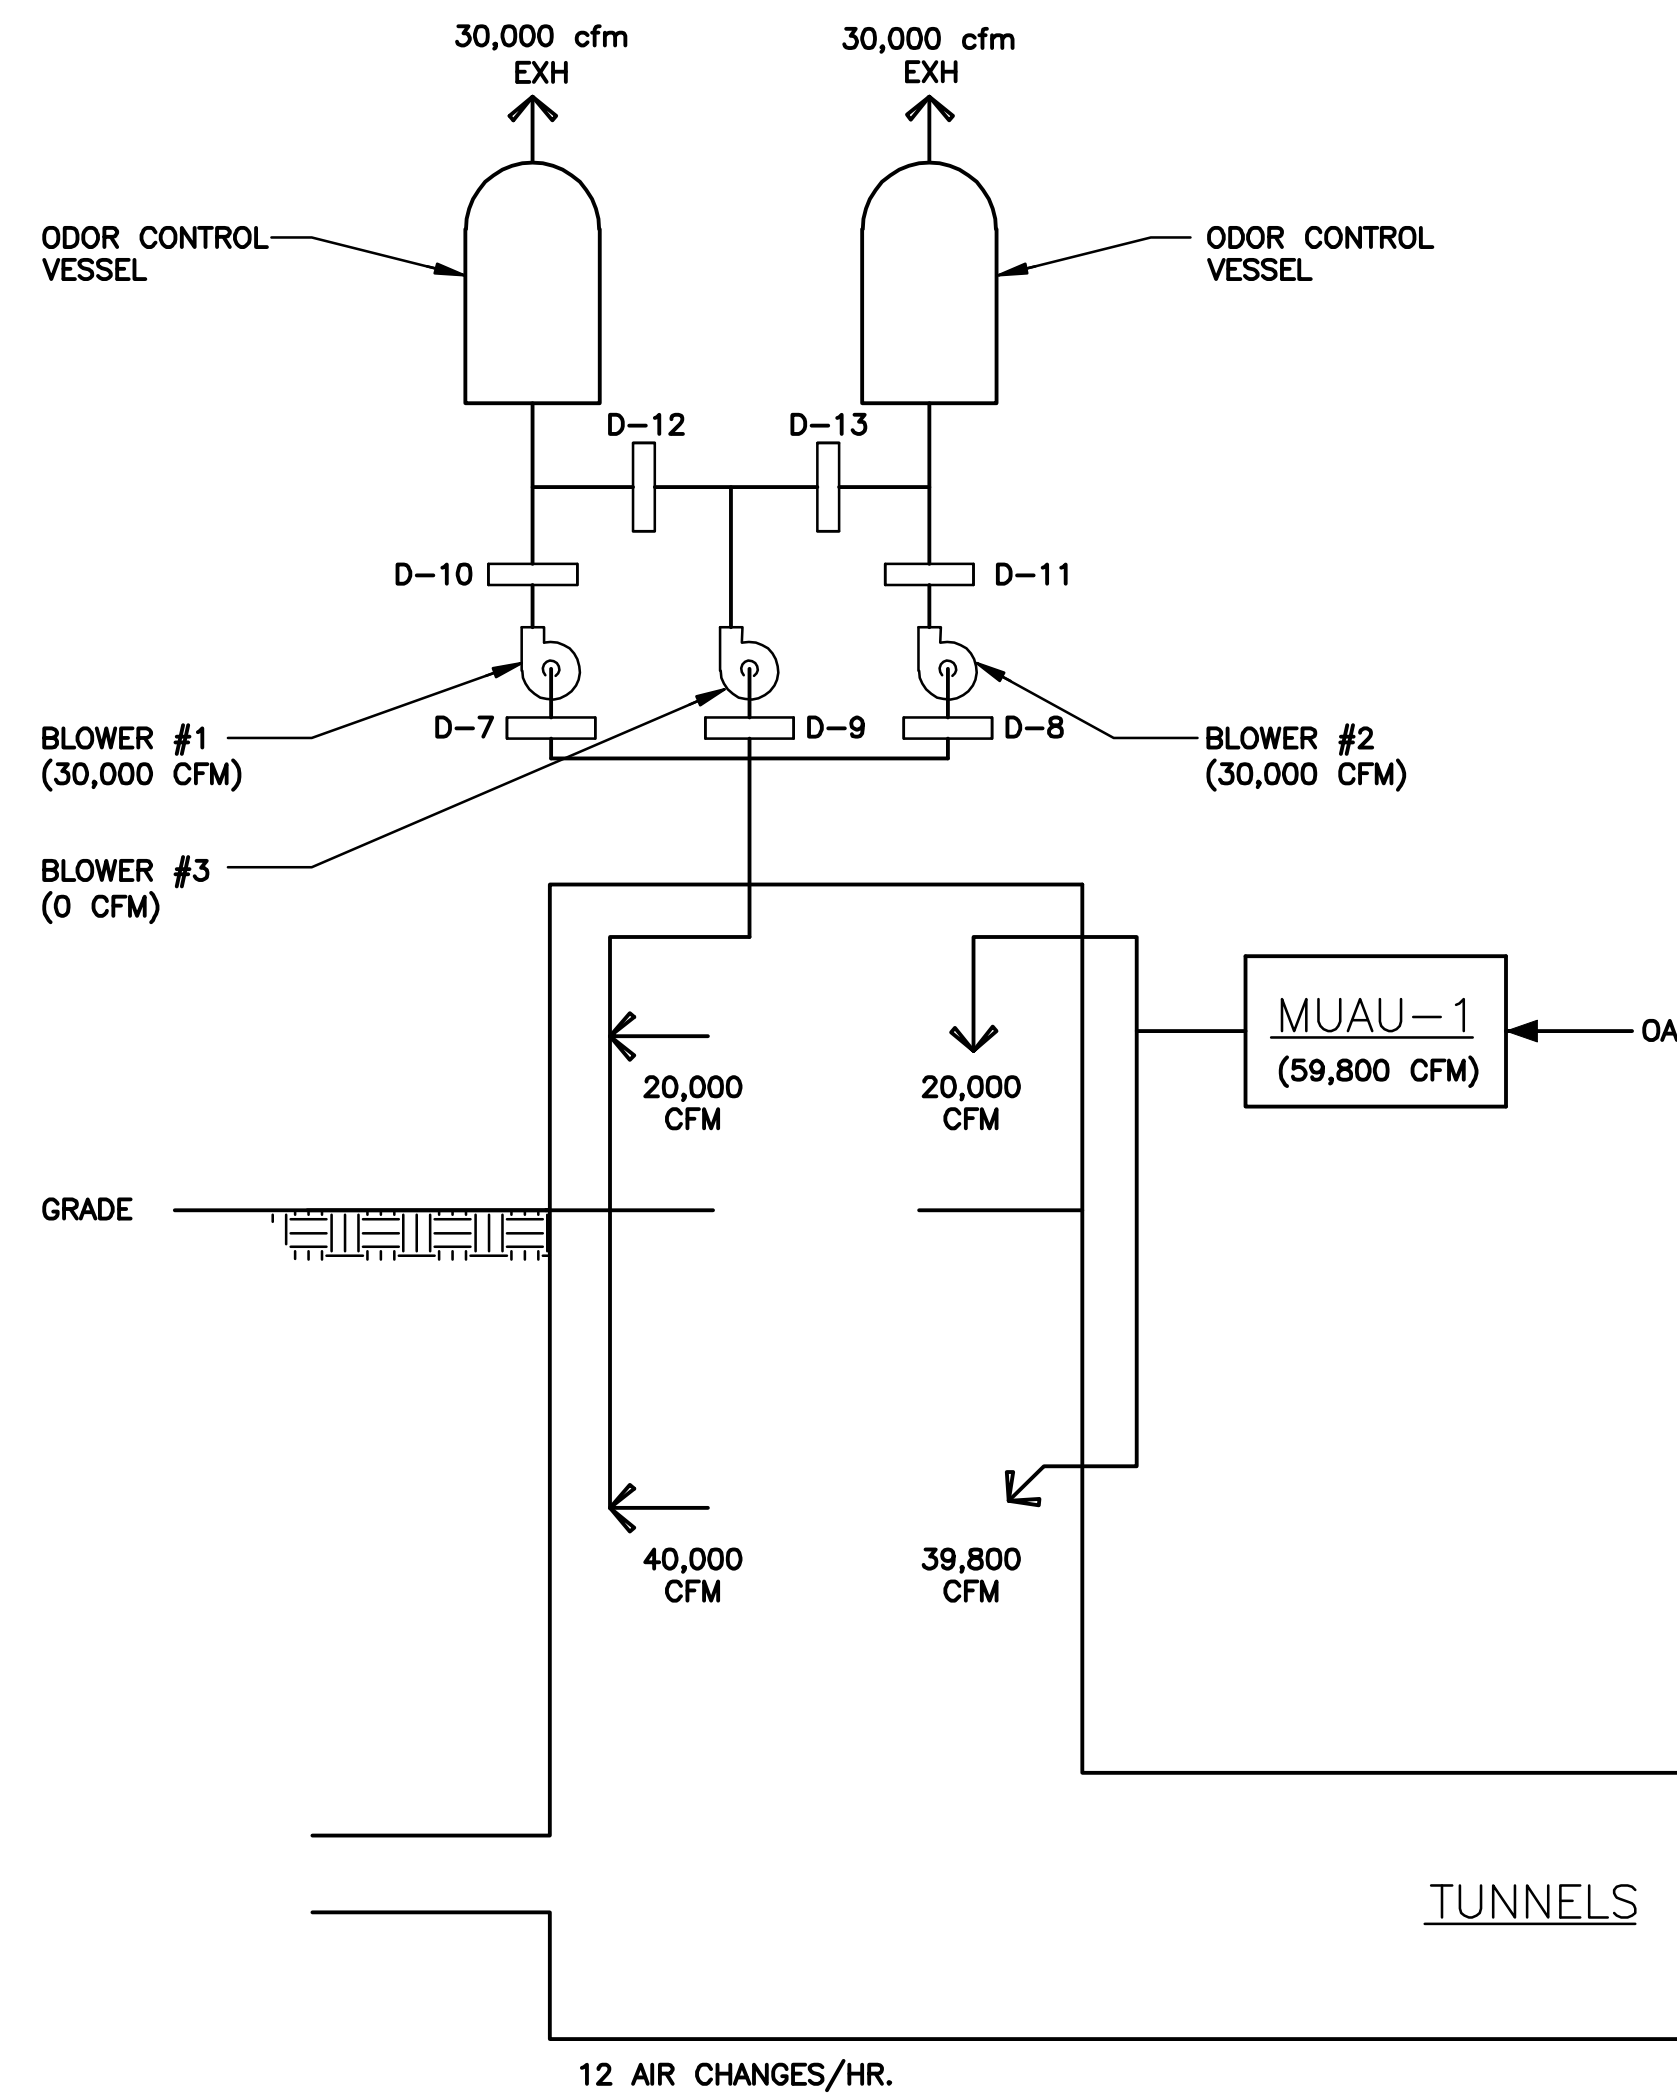 30,000 cfm
EXH
30,000 cfm
EXH
ODOR CONTROL
VESSEL
ODOR CONTROL
VESSEL
D-12
D-13
D-10
D-11
D-7
D-9
D-8
BLOWER #1
(30,000 CFM)
BLOWER #2
(30,000 CFM)
BLOWER #3
(0 CFM)
MUAU-1
(59,800 CFM)
OA
20,000
CFM
20,000
CFM
GRADE
40,000
CFM
39,800
CFM
TUNNELS
12 AIR CHANGES/HR.